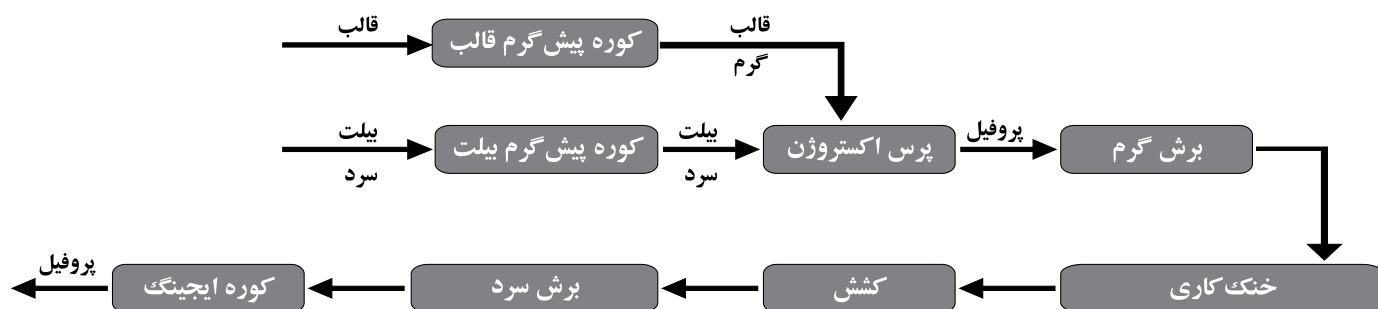 قالب
کوره پیش‌گرم قالب
قالب
گرم
بیلت
سرد
کوره پیش‌گرم بیلت
بیلت
سرد
پرس اکستروژن
پروفیل
برش گرم
خنک‌کاری
کشش
برش سرد
کوره ایجینگ
پروفیل